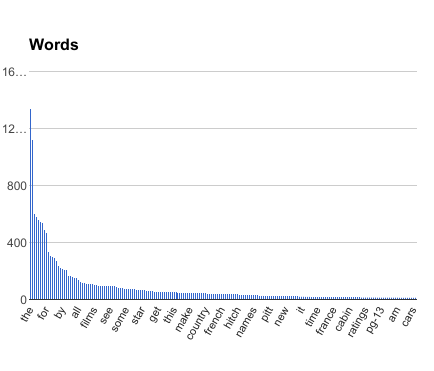 Words
16…
12…
800
400
0
the
for
by
all
films
see
some
star
get
this
make
country
french
hitch
names
pitt
new
it
time
france
cabin
ratings
pg-13
am
cars